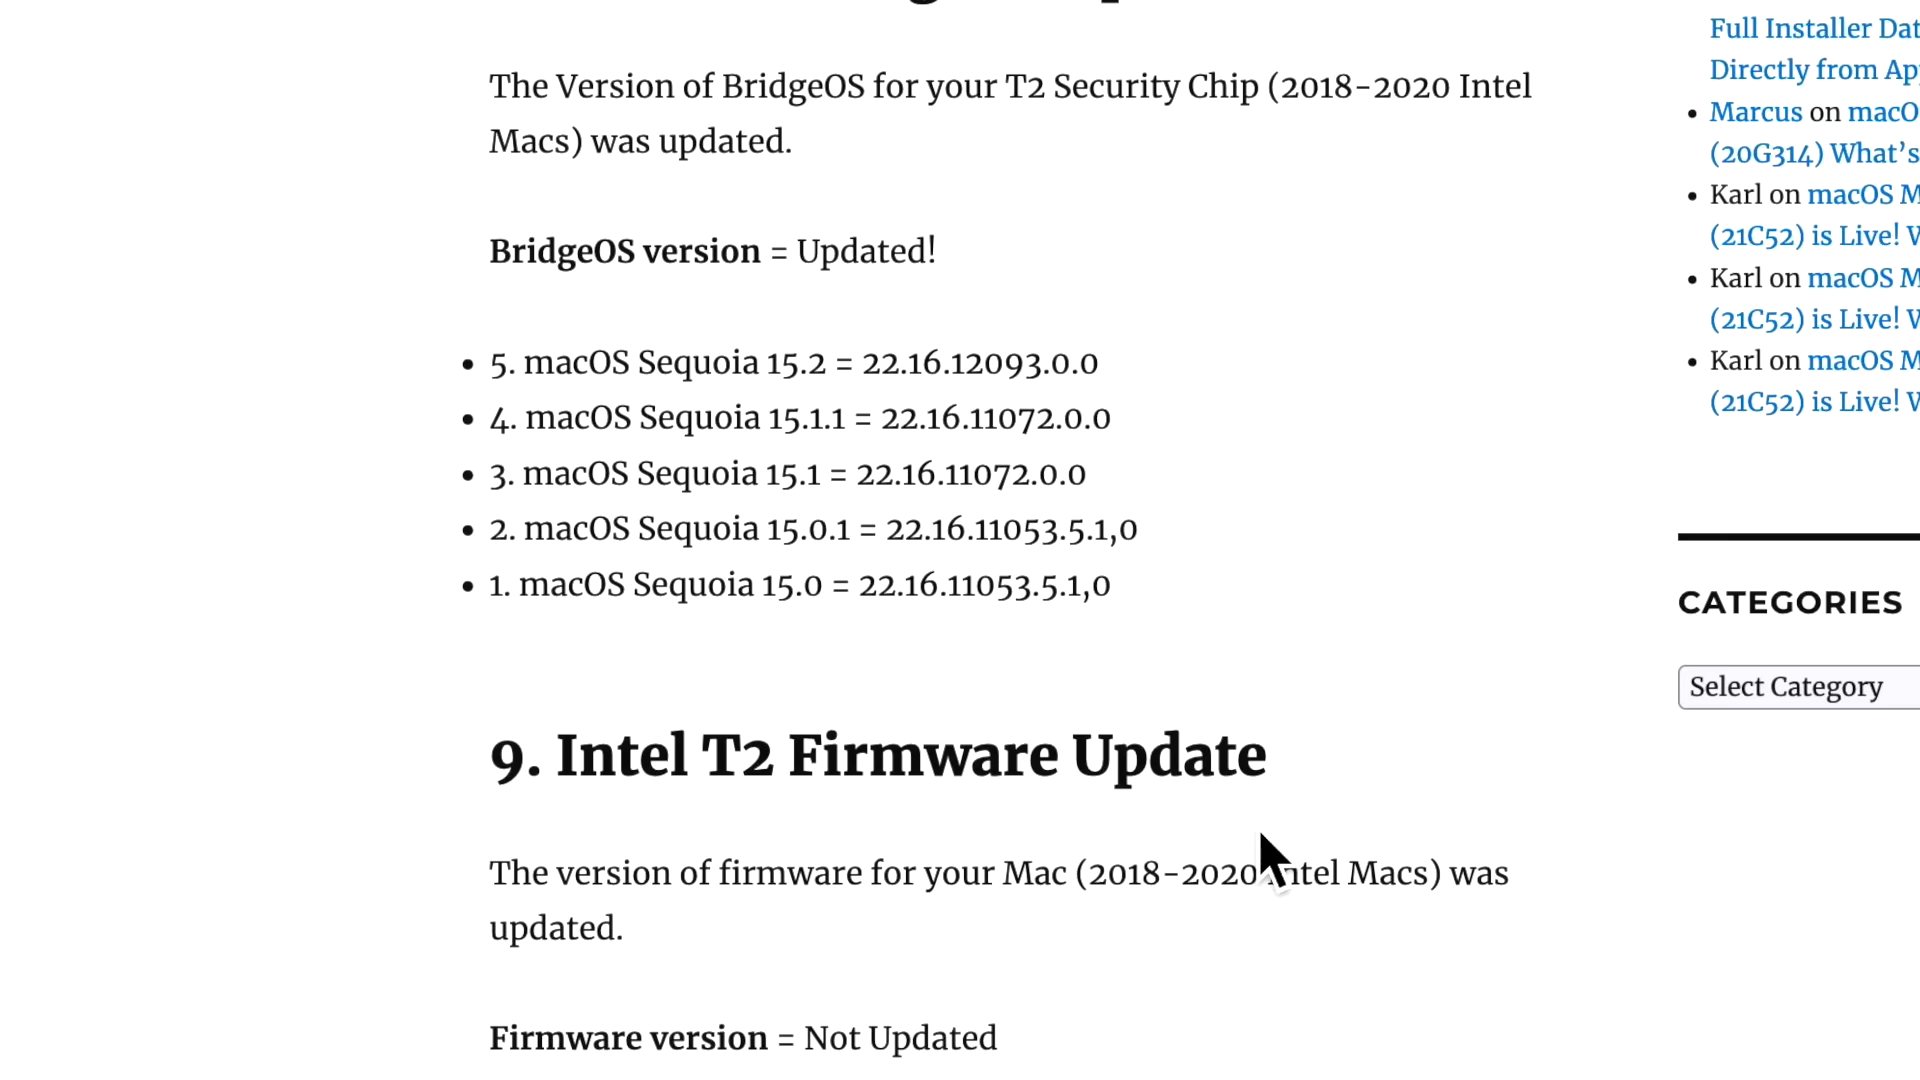 The Version of BridgeOS for your T2 Security Chip (2018-2020 Intel
Macs) was updated.
BridgeOS version = Updated!
• 5. macOS Sequoia 15.2 = 22.16.12093.0.0
• 4. macOS Sequoia 15.1.1 = 22.16.11072.0.0
• 3. macOS Sequoia 15.1 = 22.16.11072.0.0
• 2. macOS Sequoia 15.0.1 = 22.16.11053.5.1,0
• 1. macOS Sequoia 15.0 = 22.16.11053.5.1,0
9. Intel T2 Firmware Update
The version of firmware for your Mac (2018-2020 Intel Macs) was
updated.
Firmware version = Not Updated
Full Installer Dat
Directly from Ap
• Marcus on macO
(20G314) What's
• Karl on macOS M
(21C52) is Live! W
• Karl on macOS M
(21C52) is Live! W
• Karl on macOS M
(21C52) is Live! W
CATEGORIES
Select Category